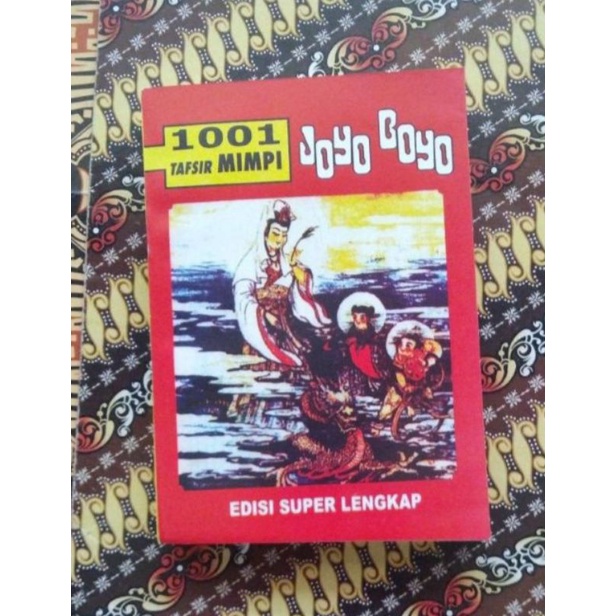 1001
TAFSIR MIMPI
Joyo Boyo
EDISI SUPER LENGKAP